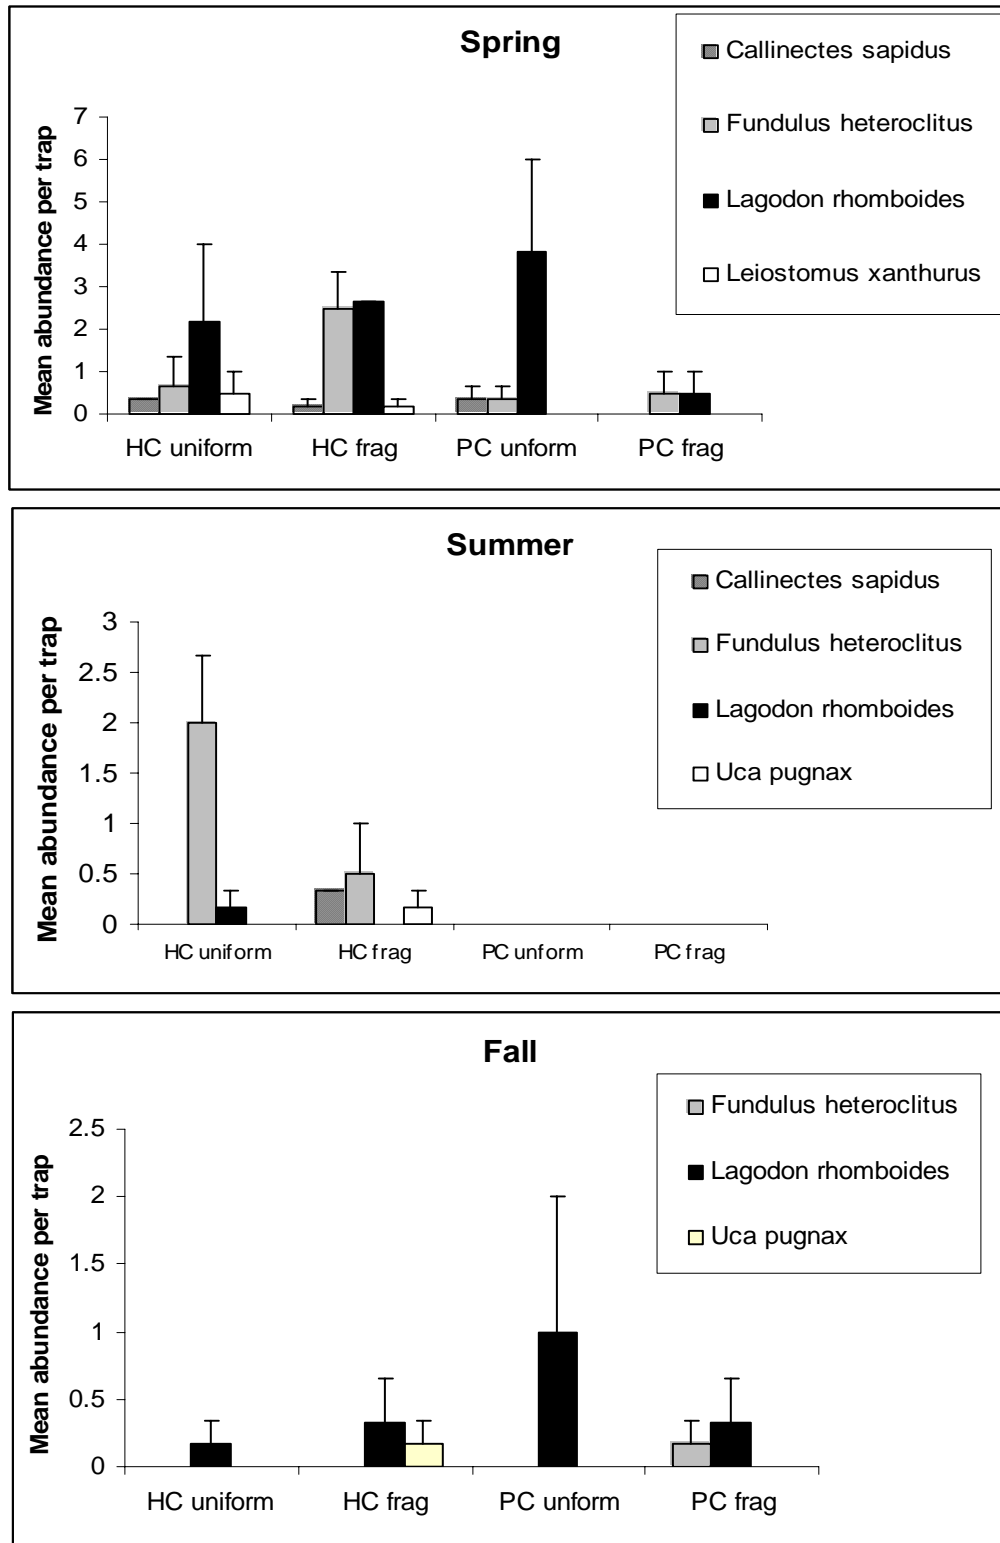 Spring
Callinectes sapidus
Fundulus heteroclitus
Lagodon rhomboides
Leiostomus xanthurus
Mean abundance per trap
7
6
5
4
3
2
1
0
HC uniform HC frag PC unform PC frag
Summer
Callinectes sapidus
Fundulus heteroclitus
Lagodon rhomboides
Uca pugnax
Mean abundance per trap
3
2.5
2
1.5
1
0.5
0
HC uniform HC frag PC unform PC frag
Fall
Fundulus heteroclitus
Lagodon rhomboides
Uca pugnax
Mean abundance per trap
2.5
2
1.5
1
0.5
0
HC uniform HC frag PC unform PC frag